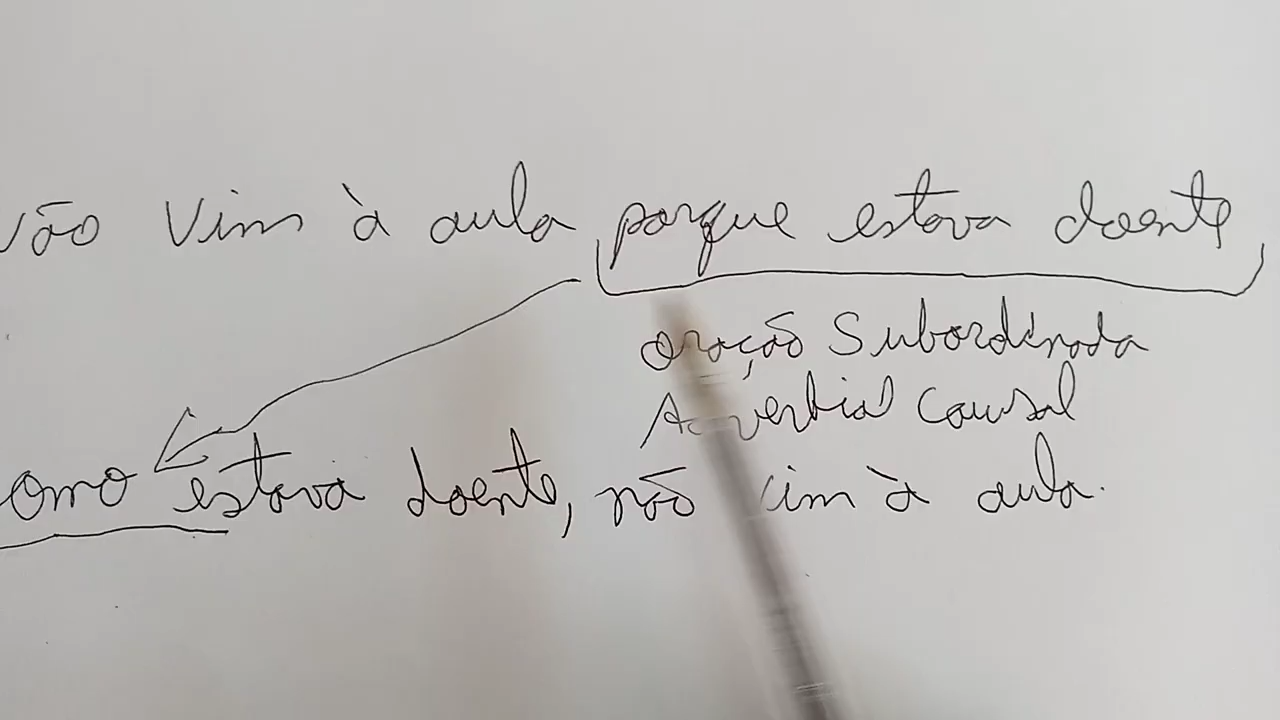 não vim à aula porque estava doente
oração Subordinada
Adverbial Causal
omo estava doente, não vim à aula.